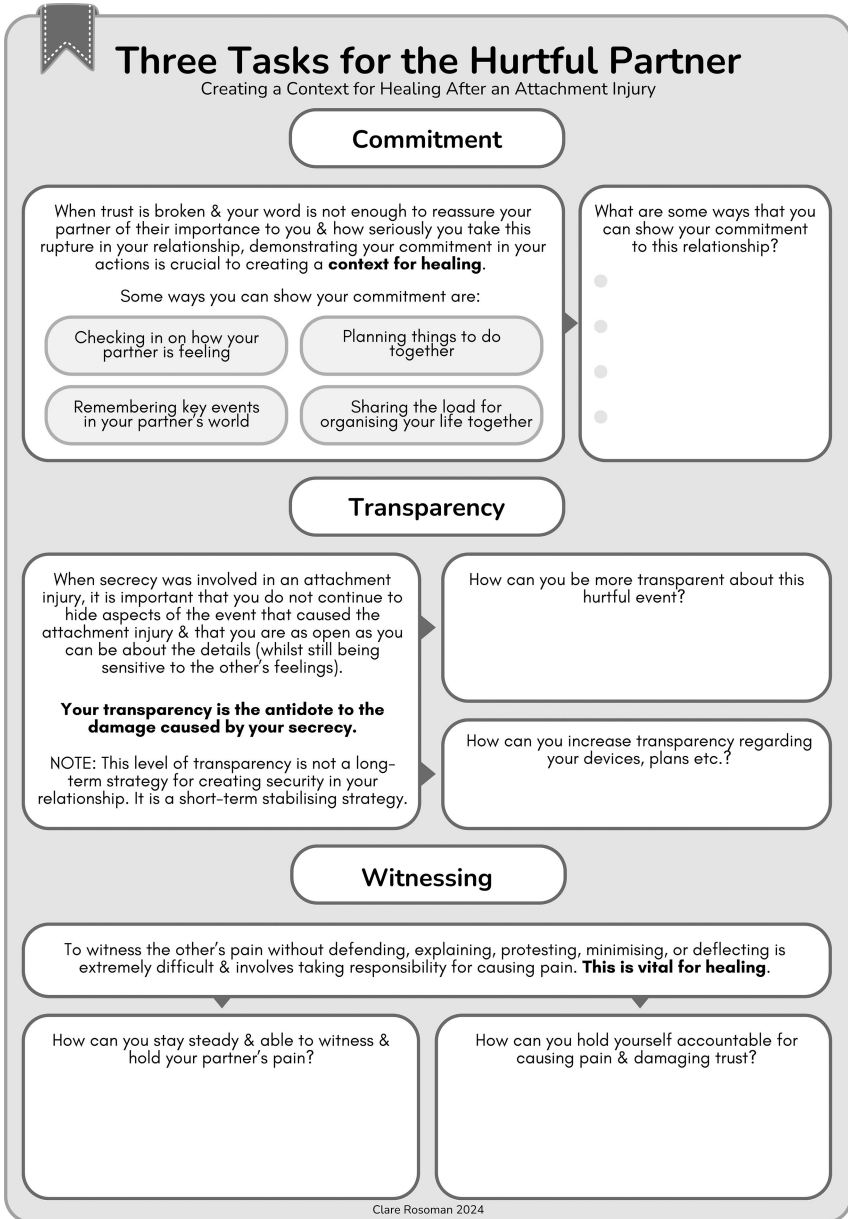 Three Tasks for the Hurtful Partner
Creating a Context for Healing After an Attachment Injury
Commitment
When trust is broken & your word is not enough to reassure your
partner of their importance to you & how seriously you take this
rupture in your relationship, demonstrating your commitment in your
actions is crucial to creating a context for healing.
Some ways you can show your commitment are:
Checking in on how your
partner is feeling
Planning things to do
together
Remembering key events
in your partner's world
Sharing the load for
organising your life together
What are some ways that you
can show your commitment
to this relationship?
Transparency
When secrecy was involved in an attachment
injury, it is important that you do not continue to
hide aspects of the event that caused the
attachment injury & that you are as open as you
can be about the details (whilst still being
sensitive to the other's feelings).
Your transparency is the antidote to the
damage caused by your secrecy.
NOTE: This level of transparency is not a long-
term strategy for creating security in your
relationship. It is a short-term stabilising strategy.
How can you be more transparent about this
hurtful event?
How can you increase transparency regarding
your devices, plans etc.?
Witnessing
To witness the other's pain without defending, explaining, protesting, minimising, or deflecting is
extremely difficult & involves taking responsibility for causing pain. This is vital for healing.
How can you stay steady & able to witness &
hold your partner's pain?
How can you hold yourself accountable for
causing pain & damaging trust?
Clare Rosoman 2024